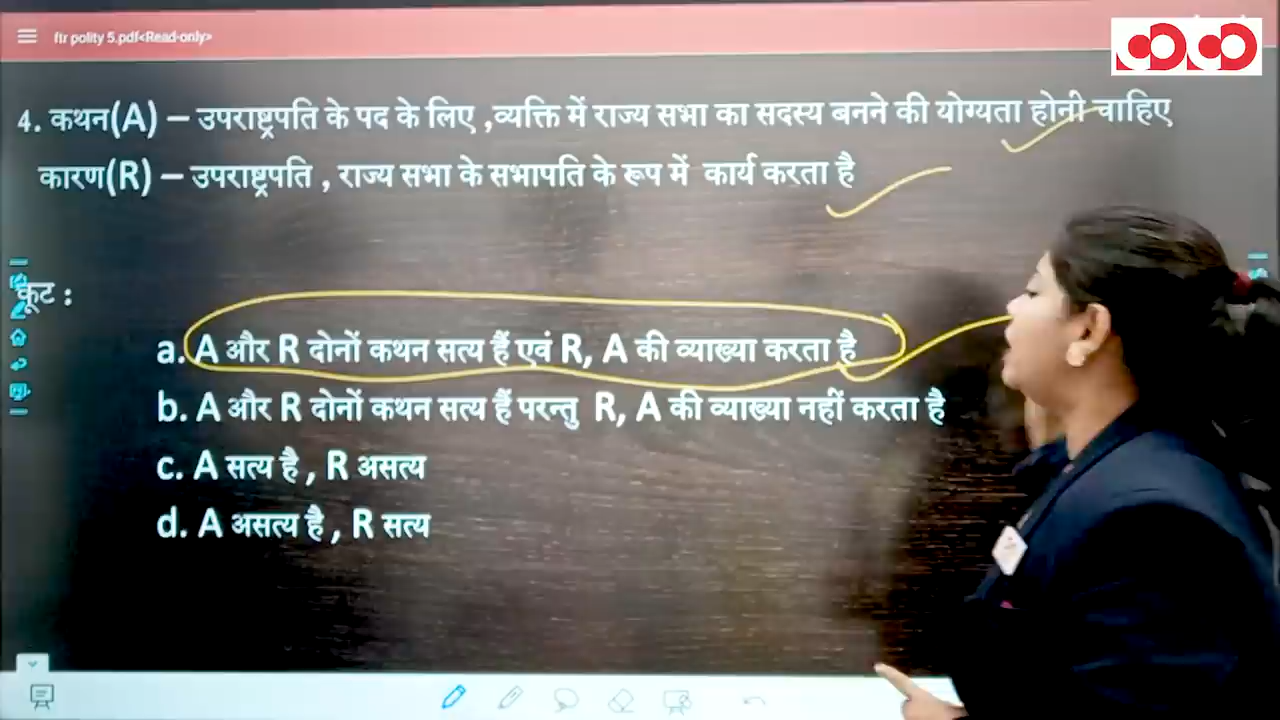 ftr polity 5.pdf<Read-only>
4. कथन(A) – उपराष्ट्रपति के पद के लिए ,व्यक्ति में राज्य सभा का सदस्य बनने की योग्यता होनी चाहिए
कारण(R) – उपराष्ट्रपति , राज्य सभा के सभापति के रूप में कार्य करता है
कूट :
a. A और R दोनों कथन सत्य हैं एवं R, A की व्याख्या करता है
b. A और R दोनों कथन सत्य हैं परन्तु R, A की व्याख्या नहीं करता है
c. A सत्य है , R असत्य
d. A असत्य है , R सत्य